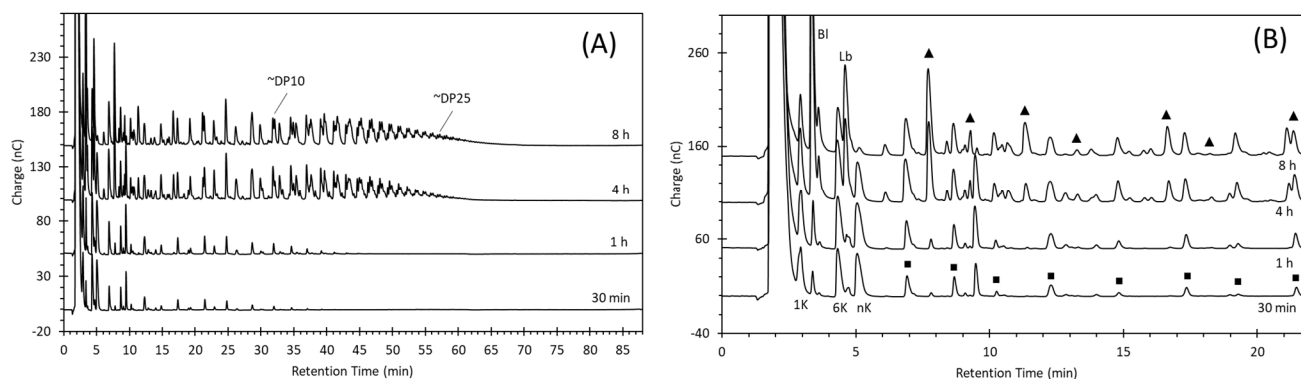 (A)
230
180
130
80
30
-20
Charge (nC)
~DP10
~DP25
8 h
4 h
1 h
30 min
0 5 10 15 20 25 30 35 40 45 50 55 60 65 70 75 80 85
Retention Time (min)
(B)
260
160
60
-40
Charge (nC)
Bl
Lb
8 h
4 h
1 h
30 min
1K 6K nK
0 5 10 15 20
Retention Time (min)